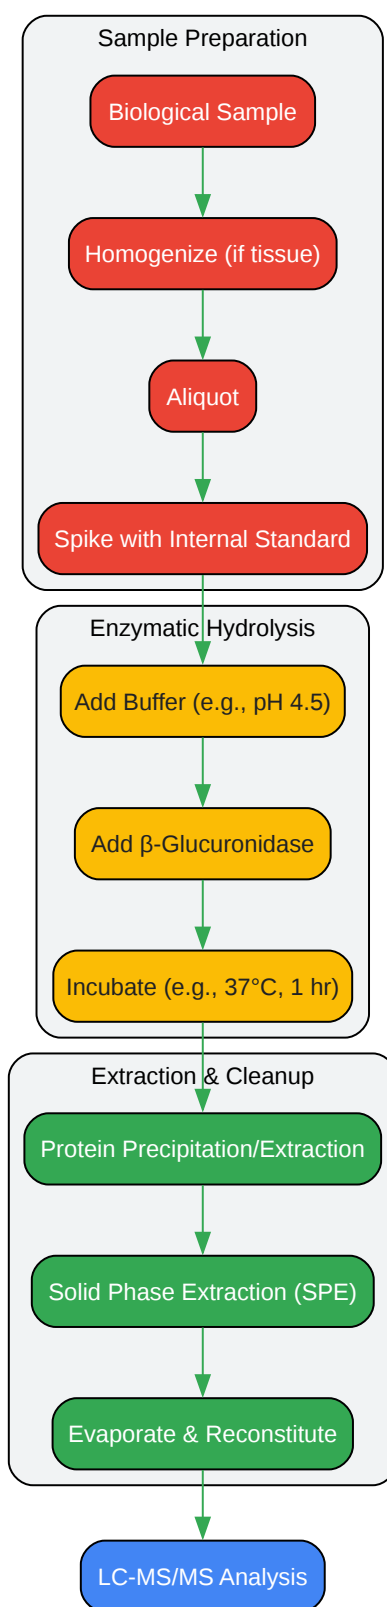 Sample Preparation
Biological Sample
Homogenize (if tissue)
Aliquot
Spike with Internal Standard
Enzymatic Hydrolysis
Add Buffer (e.g., pH 4.5)
Add β-Glucuronidase
Incubate (e.g., 37°C, 1 hr)
Extraction & Cleanup
Protein Precipitation/Extraction
Solid Phase Extraction (SPE)
Evaporate & Reconstitute
LC-MS/MS Analysis